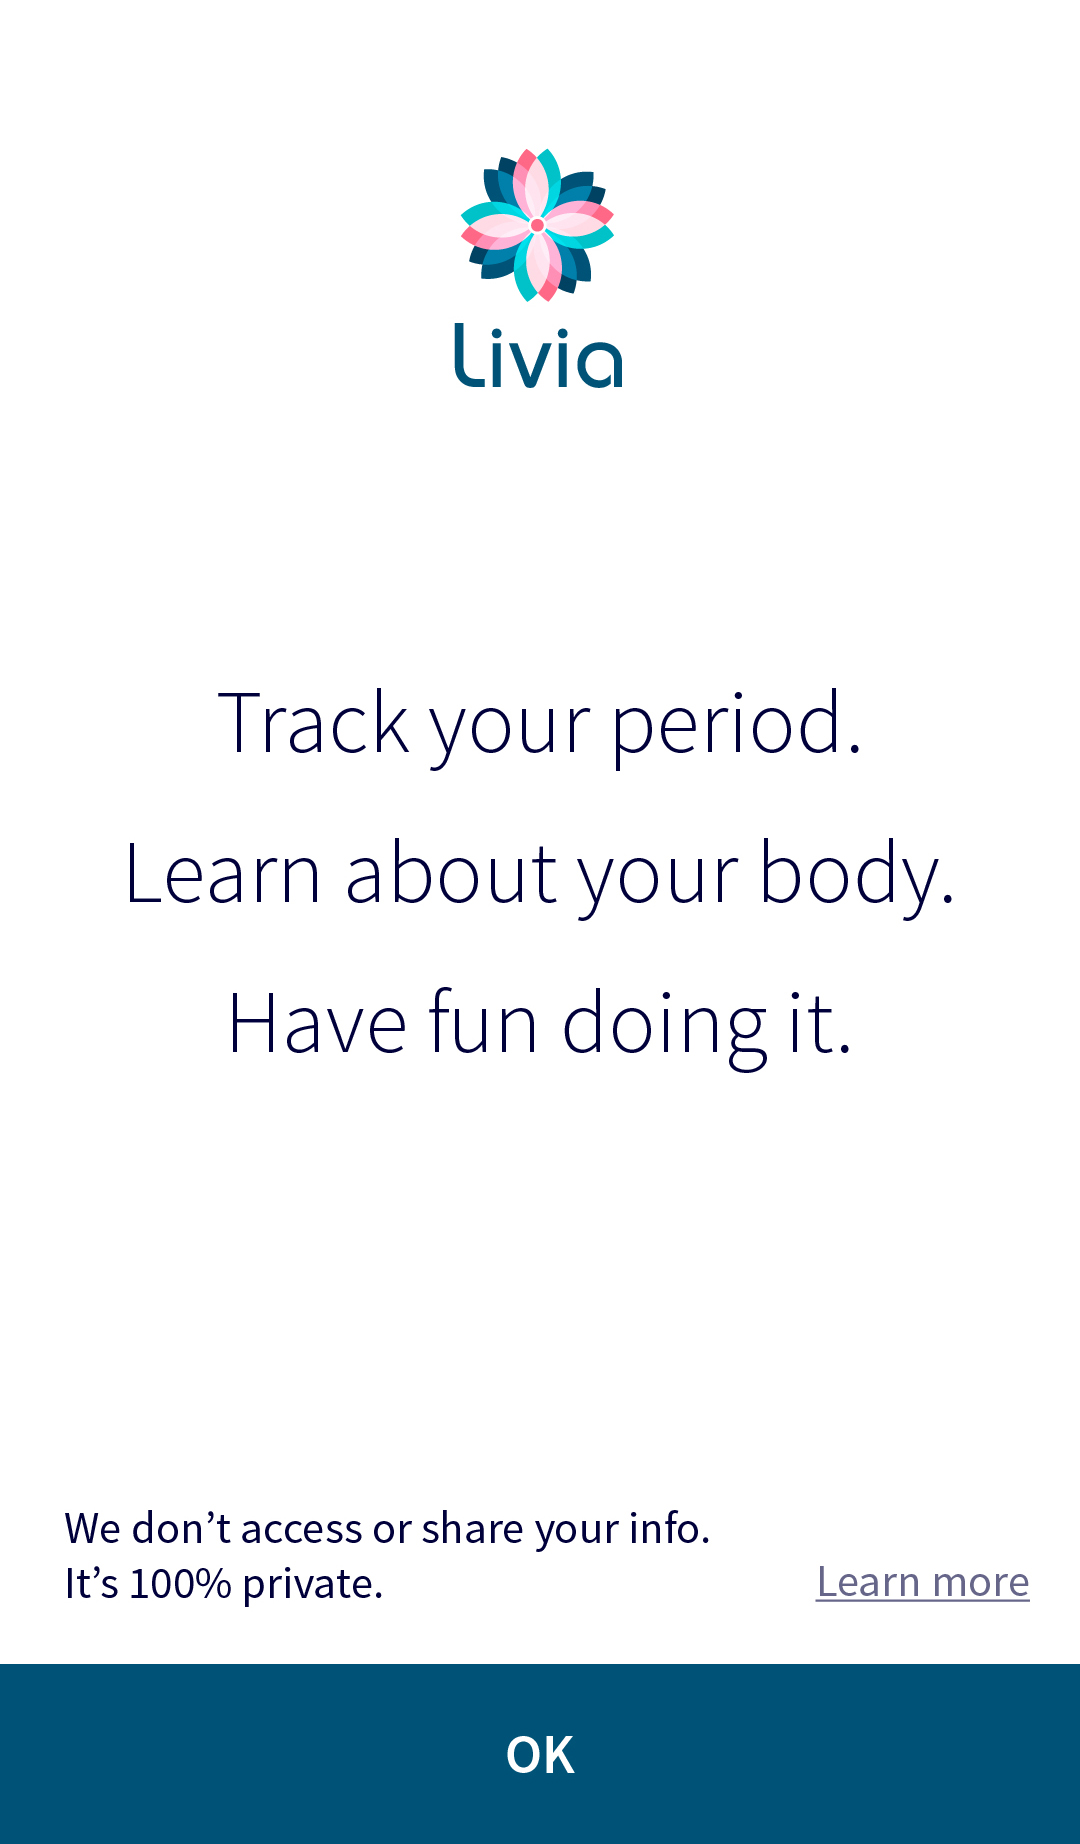 Livia
Track your period.
Learn about your body.
Have fun doing it.
We don’t access or share your info.
It’s 100% private.
Learn more
OK